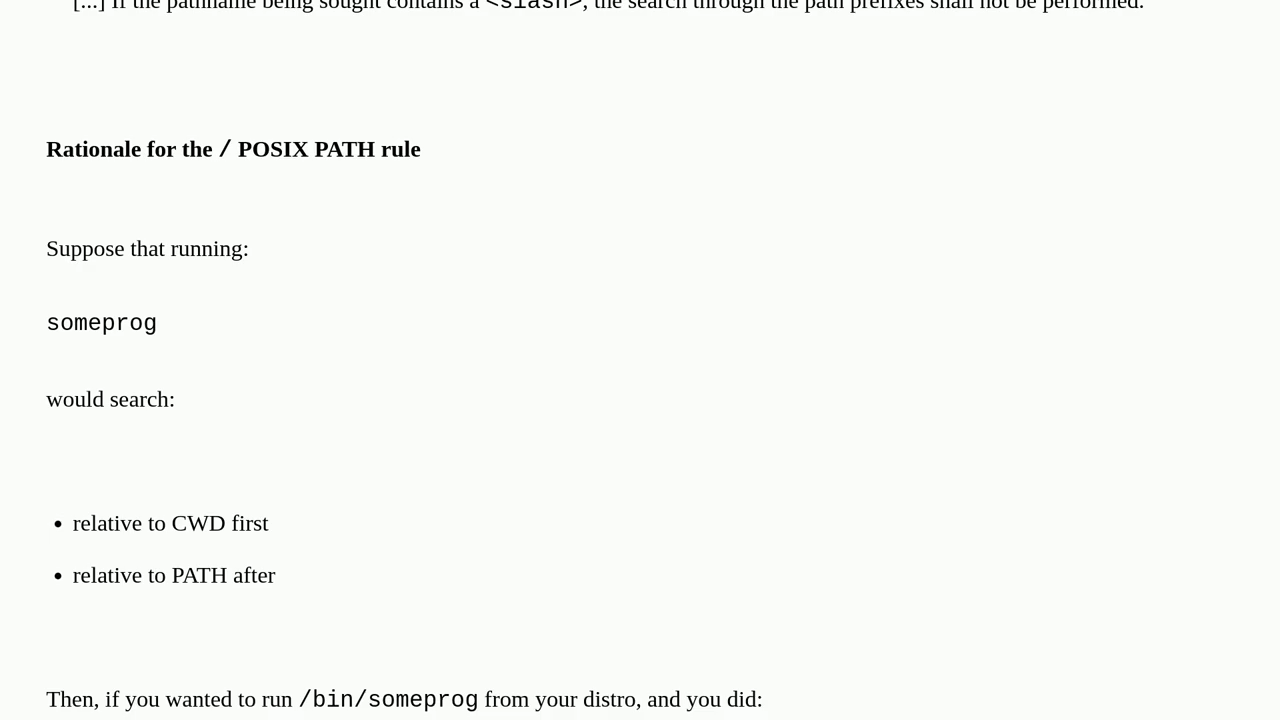 [...] If the pathname being sought contains a <slash>, the search through the path prefixes shall not be performed.
Rationale for the / POSIX PATH rule
Suppose that running:
someprog
would search:
• relative to CWD first
• relative to PATH after
Then, if you wanted to run /bin/someprog from your distro, and you did: